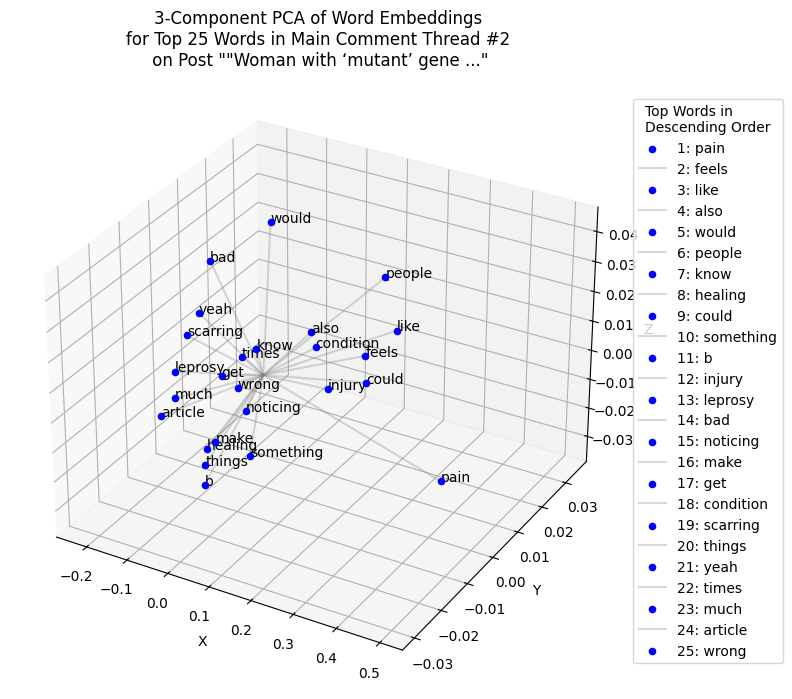 3-Component PCA of Word Embeddings
for Top 25 Words in Main Comment Thread #2
on Post ""Woman with ‘mutant’ gene ..."
would
bad
people
yeah
scarring
also
like
know
condition
times
feels
leprosy
get
could
wrong
injury
much
article
noticing
make
healing
something
things
pain
b
0.04
0.03
0.02
0.01
0.00
−0.01
−0.02
−0.03
Z
0.03
0.02
0.01
0.00
−0.01
−0.02
−0.03
Y
−0.2
−0.1
0.0
0.1
0.2
0.3
0.4
0.5
X
Top Words in
Descending Order
1: pain
2: feels
3: like
4: also
5: would
6: people
7: know
8: healing
9: could
10: something
11: b
12: injury
13: leprosy
14: bad
15: noticing
16: make
17: get
18: condition
19: scarring
20: things
21: yeah
22: times
23: much
24: article
25: wrong